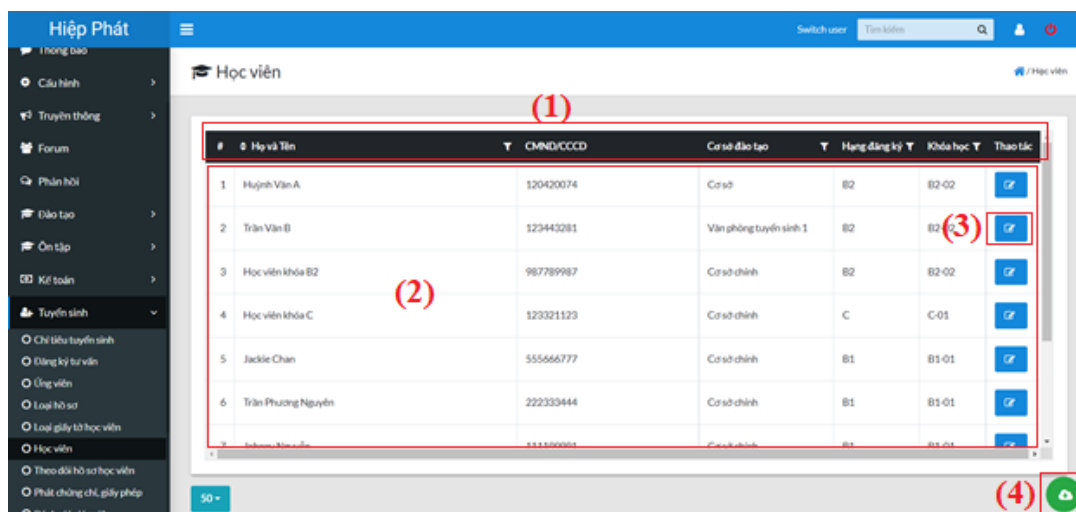 Hiệp Phát
Switch user
Tìm kiếm
Thông báo
Cấu hình
Truyền thông
Forum
Phản hồi
Đào tạo
Ôn tập
Kế toán
Tuyển sinh
Chỉ tiêu tuyển sinh
Đăng ký tư vấn
Ứng viên
Loại hồ sơ
Loại giấy tờ học viên
Học viên
Theo dõi hồ sơ học viên
Phát chứng chỉ, giấy phép
Học viên
/ Học viên
(1)
# Họ và Tên CMND/CCCD Cơ sở đào tạo Hạng đăng ký Khóa học Thao tác
1 Huỳnh Văn A 120420074 Cơ sở B2 B2-02
2 Trần Văn B 123443281 Văn phòng tuyển sinh 1 B2 (3)
3 Học viên khóa B2 987789987 Cơ sở chính B2 B2-02
(2)
4 Học viên khóa C 123321123 Cơ sở chính C C-01
5 Jackie Chan 555666777 Cơ sở chính B1 B1-01
6 Trần Phương Nguyên 222333444 Cơ sở chính B1 B1-01
7 Cơ sở chính B1 B1-01
50
(4)